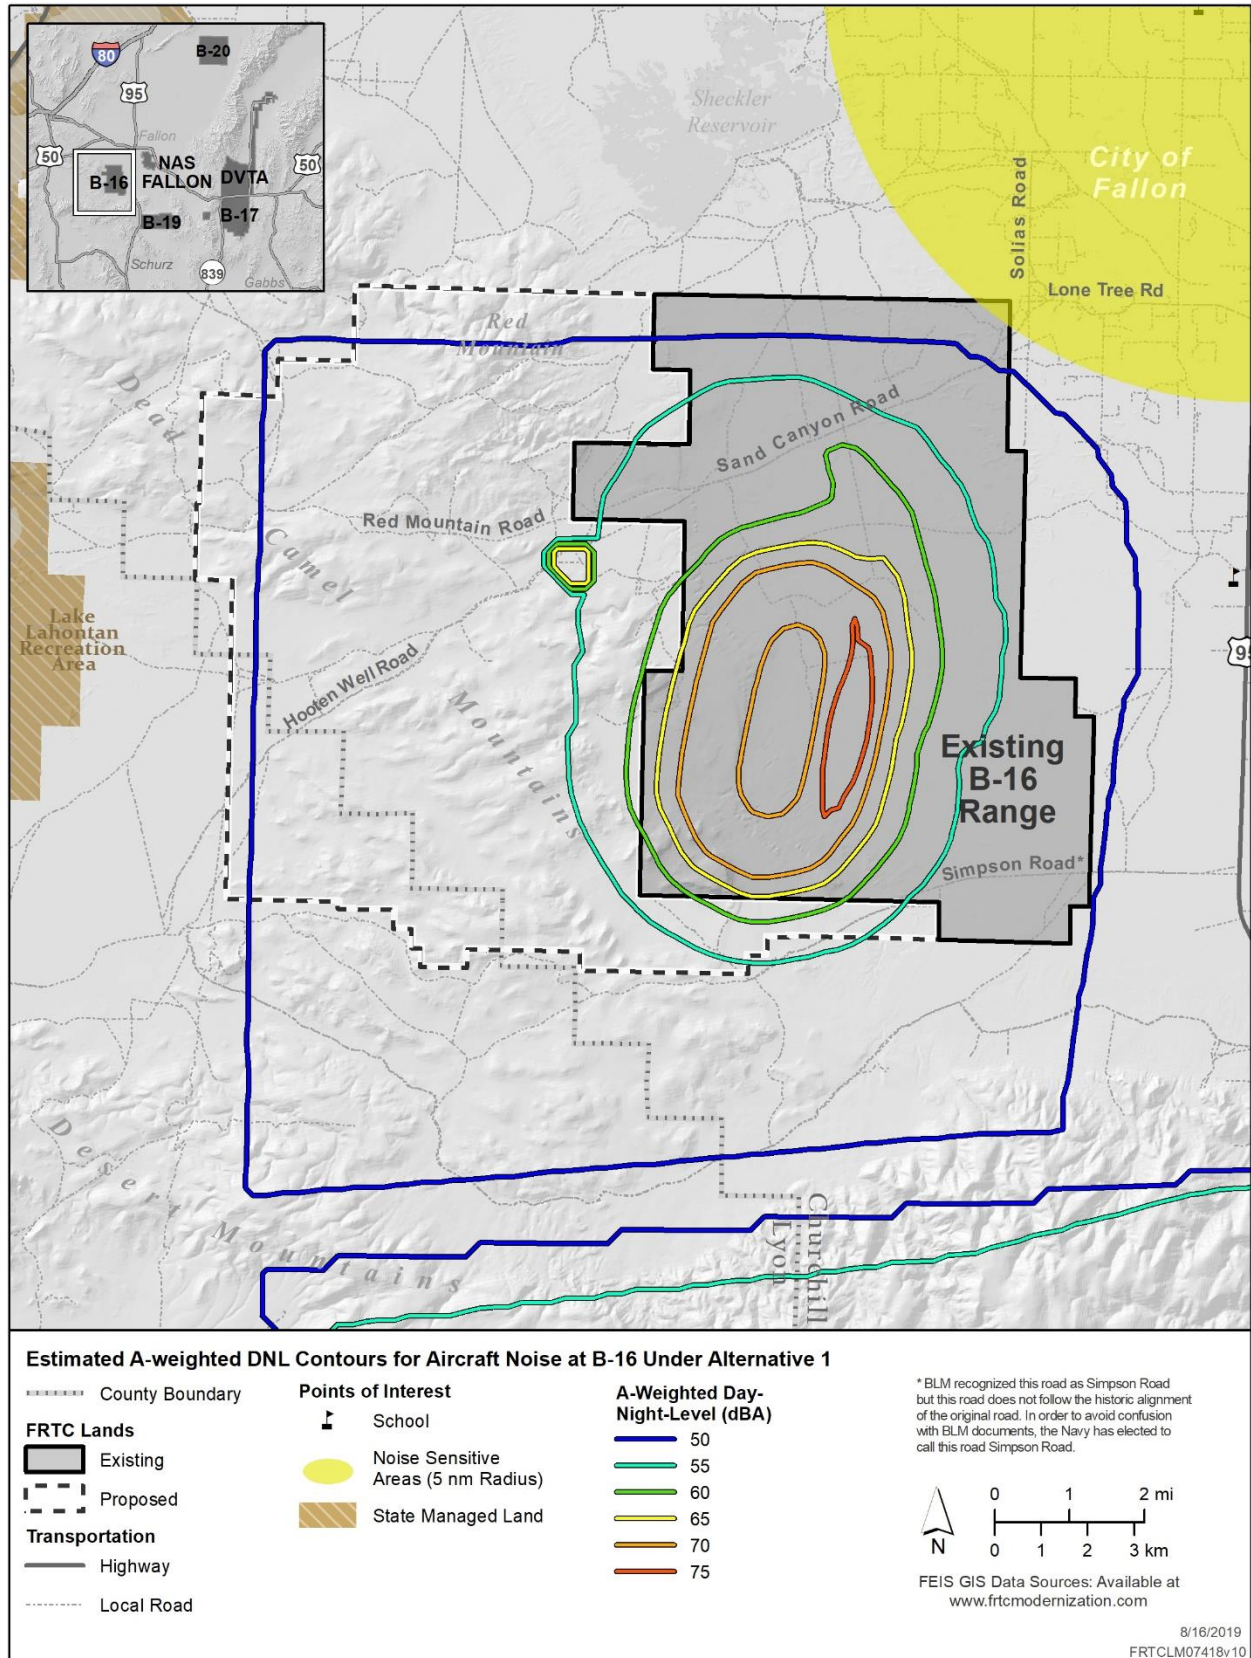 80
B-20
95
Fallon
50
NAS
FALLON
DVTA
50
B-16
B-19
B-17
Schurz
839
Gabbs
Sheckler
Reservoir
City of
Fallon
Solias Road
Lone Tree Rd
Red
Mountain
Dead
Camel
Mountains
Sand Canyon Road
Red Mountain Road
Lake
Lahontan
Recreation
Area
Hooten Well Road
95
Existing
B-16
Range
Simpson Road*
Desert
Mountains
Churchill
Lyon
Estimated A-weighted DNL Contours for Aircraft Noise at B-16 Under Alternative 1
County Boundary
FRTC Lands
Existing
Proposed
Transportation
Highway
Local Road
Points of Interest
School
Noise Sensitive
Areas (5 nm Radius)
State Managed Land
A-Weighted Day-
Night-Level (dBA)
50
55
60
65
70
75
* BLM recognized this road as Simpson Road
but this road does not follow the historic alignment
of the original road. In order to avoid confusion
with BLM documents, the Navy has elected to
call this road Simpson Road.
N
0 1 2 mi
0 1 2 3 km
FEIS GIS Data Sources: Available at
www.frtcmodernization.com
8/16/2019
FRTCLM07418v10